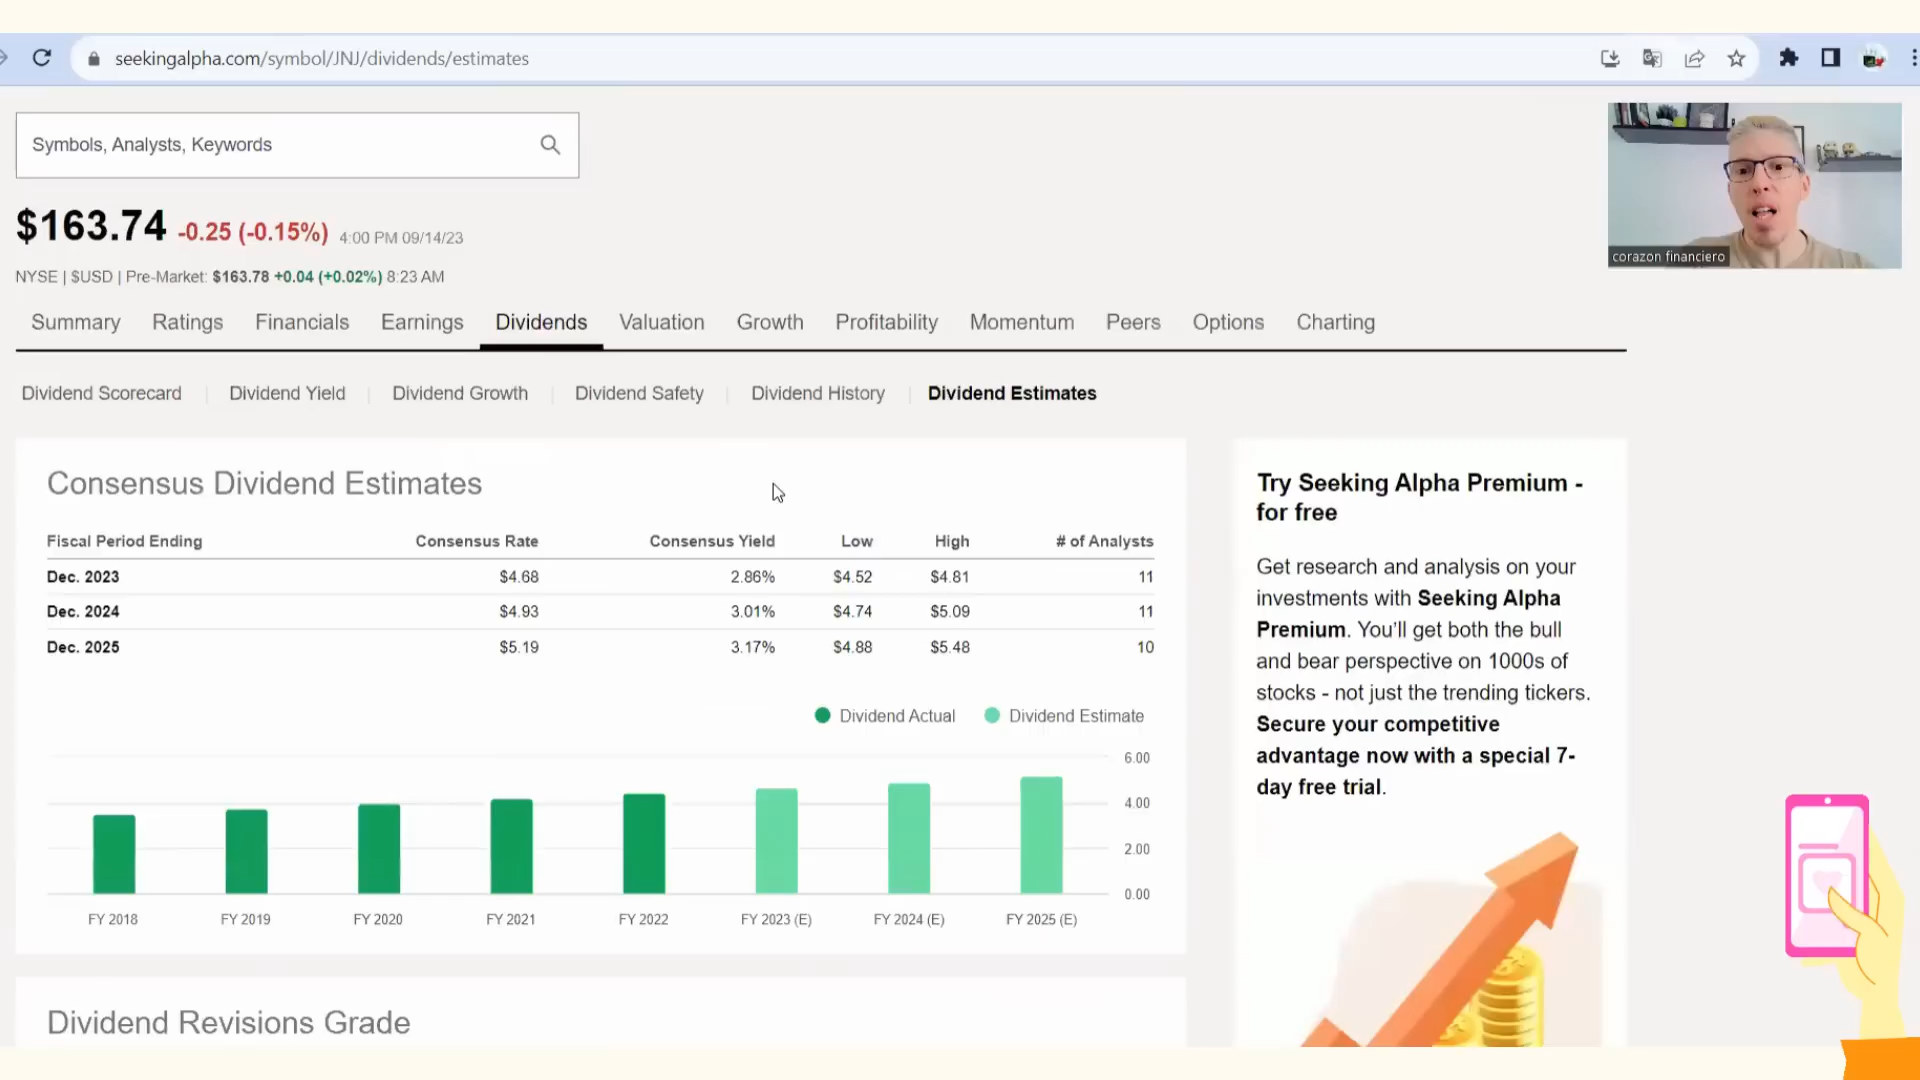 seekingalpha.com/symbol/JNJ/dividends/estimates
Symbols, Analysts, Keywords
$163.74 -0.25 (-0.15%) 4:00 PM 09/14/23
NYSE | $USD | Pre-Market: $163.78 +0.04 (+0.02%) 8:23 AM
corazon financiero
Summary Ratings Financials Earnings Dividends Valuation Growth Profitability Momentum Peers Options Charting
Dividend Scorecard | Dividend Yield | Dividend Growth | Dividend Safety | Dividend History | Dividend Estimates
Consensus Dividend Estimates
Fiscal Period Ending Consensus Rate Consensus Yield Low High # of Analysts
Dec. 2023 $4.68 2.86% $4.52 $4.81 11
Dec. 2024 $4.93 3.01% $4.74 $5.09 11
Dec. 2025 $5.19 3.17% $4.88 $5.48 10
Dividend Actual Dividend Estimate
6.00
4.00
2.00
0.00
FY 2018 FY 2019 FY 2020 FY 2021 FY 2022 FY 2023 (E) FY 2024 (E) FY 2025 (E)
Dividend Revisions Grade
Try Seeking Alpha Premium -
for free
Get research and analysis on your
investments with Seeking Alpha
Premium. You'll get both the bull
and bear perspective on 1000s of
stocks - not just the trending tickers.
Secure your competitive
advantage now with a special 7-
day free trial.